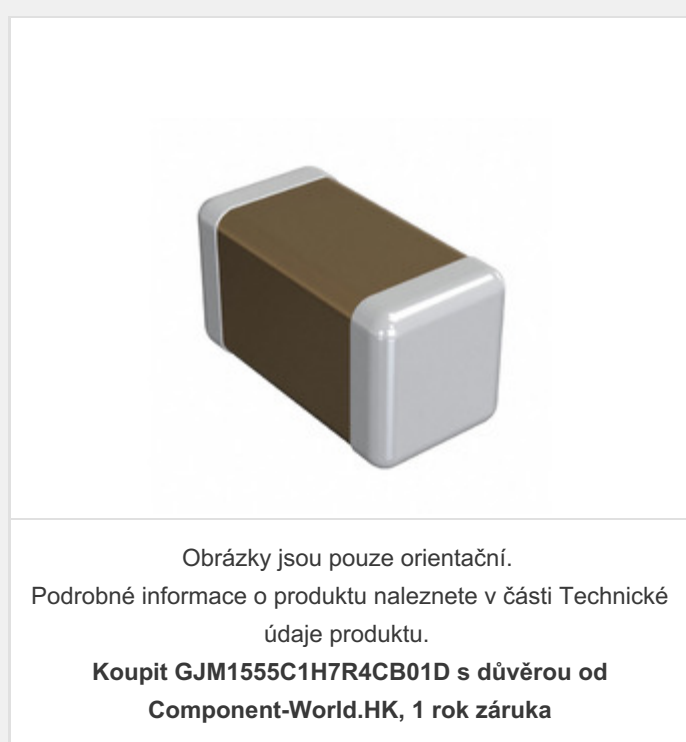 Obrázky jsou pouze orientační.
Podrobné informace o produktu naleznete v části Technické
údaje produktu.
Koupit GJM1555C1H7R4CB01D s důvěrou od
Component-World.HK, 1 rok záruka